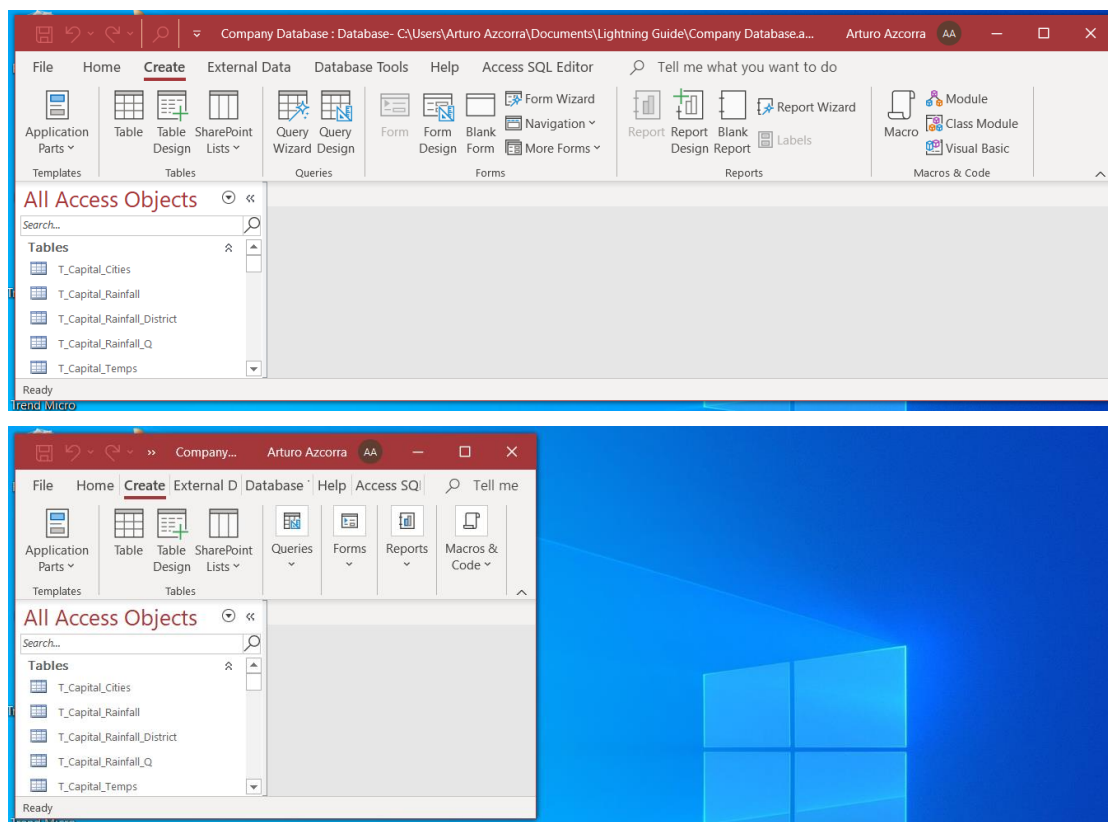 Company Database : Database- C:\Users\Arturo Azcorra\Documents\Lightning Guide\Company Database.a... Arturo Azcorra AA
File Home Create External Data Database Tools Help Access SQL Editor Tell me what you want to do
Application Parts Table Table Design SharePoint Lists Query Wizard Query Design Form Form Design Blank Form Form Wizard Navigation More Forms Report Report Design Blank Report Report Wizard Labels Macro Module Class Module Visual Basic
Templates Tables Queries Forms Reports Macros & Code
All Access Objects
Search...
Tables
T_Capital_Cities
T_Capital_Rainfall
T_Capital_Rainfall_District
T_Capital_Rainfall_Q
T_Capital_Temps
Ready
Trend Micro
Company... Arturo Azcorra AA
File Home Create External D Database Help Access SQ Tell me
Application Parts Table Table Design SharePoint Lists Queries Forms Reports Macros & Code
Templates Tables
All Access Objects
Search...
Tables
T_Capital_Cities
T_Capital_Rainfall
T_Capital_Rainfall_District
T_Capital_Rainfall_Q
T_Capital_Temps
Ready